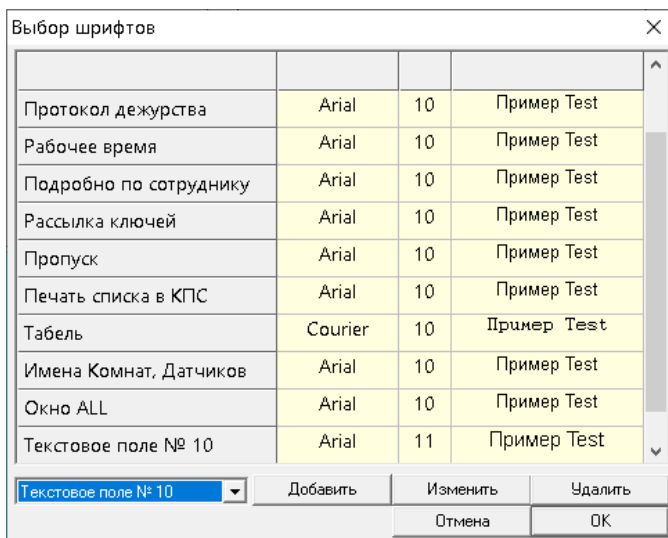 Выбор шрифтов
Протокол дежурства Arial 10 Пример Test
Рабочее время Arial 10 Пример Test
Подробно по сотруднику Arial 10 Пример Test
Рассылка ключей Arial 10 Пример Test
Пропуск Arial 10 Пример Test
Печать списка в КПС Arial 10 Пример Test
Табель Courier 10 Пример Test
Имена Комнат, Датчиков Arial 10 Пример Test
Окно ALL Arial 10 Пример Test
Текстовое поле № 10 Arial 11 Пример Test
Текстовое поле № 10 Добавить Изменить Удалить
Отмена OK